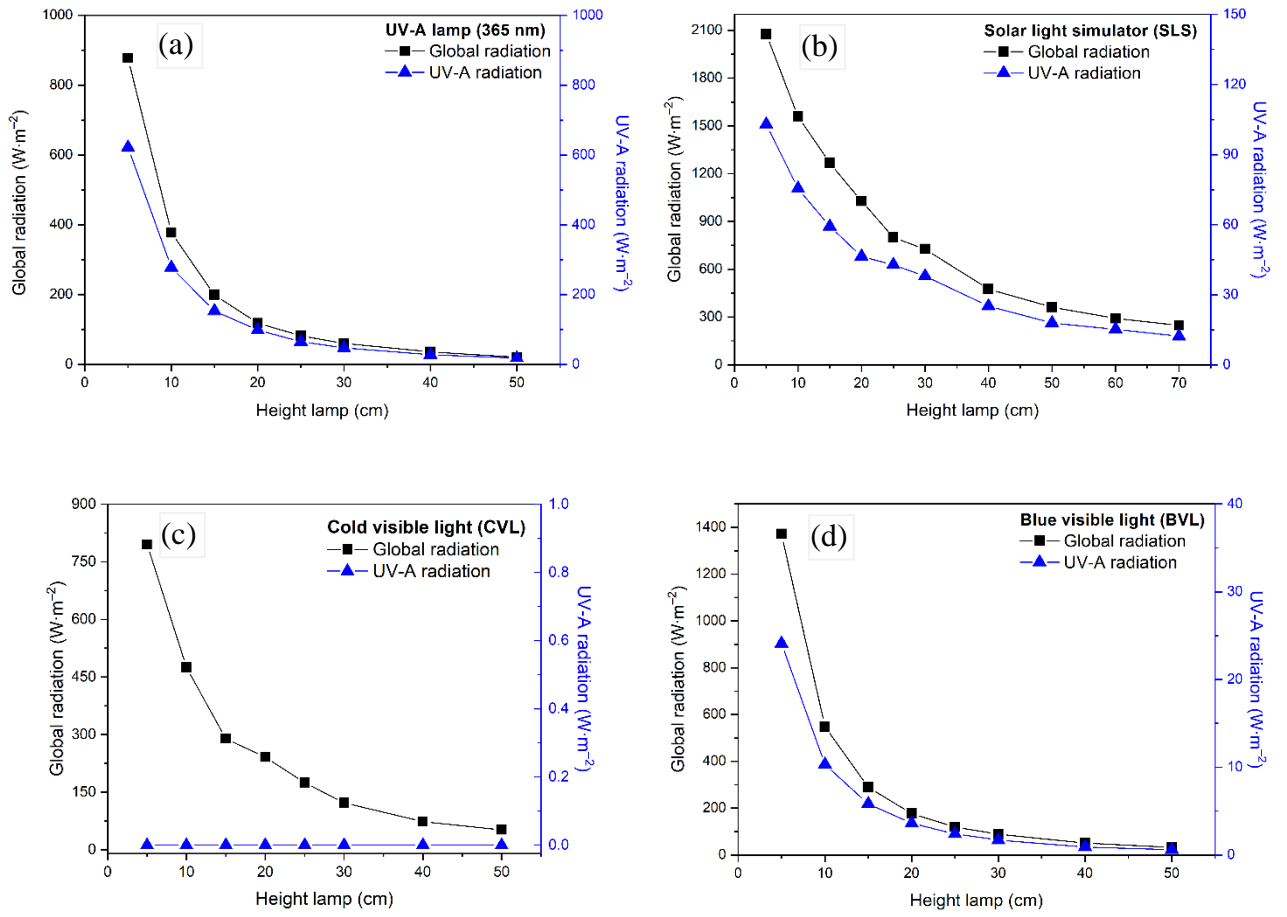 (a)
UV-A lamp (365 nm)
Global radiation
UV-A radiation
Global radiation (W·m⁻²)
1000
800
600
400
200
0
UV-A radiation (W·m⁻²)
1000
800
600
400
200
0
0 10 20 30 40 50
Height lamp (cm)
(b)
Solar light simulator (SLS)
Global radiation
UV-A radiation
Global radiation (W·m⁻²)
2100
1800
1500
1200
900
600
300
0
UV-A radiation (W·m⁻²)
150
120
90
60
30
0
0 10 20 30 40 50 60 70
Height lamp (cm)
(c)
Cold visible light (CVL)
Global radiation
UV-A radiation
Global radiation (W·m⁻²)
900
750
600
450
300
150
0
UV-A radiation (W·m⁻²)
1.0
0.8
0.6
0.4
0.2
0.0
0 10 20 30 40 50
Height lamp (cm)
(d)
Blue visible light (BVL)
Global radiation
UV-A radiation
Global radiation (W·m⁻²)
1400
1200
1000
800
600
400
200
0
UV-A radiation (W·m⁻²)
40
30
20
10
0
0 10 20 30 40 50
Height lamp (cm)